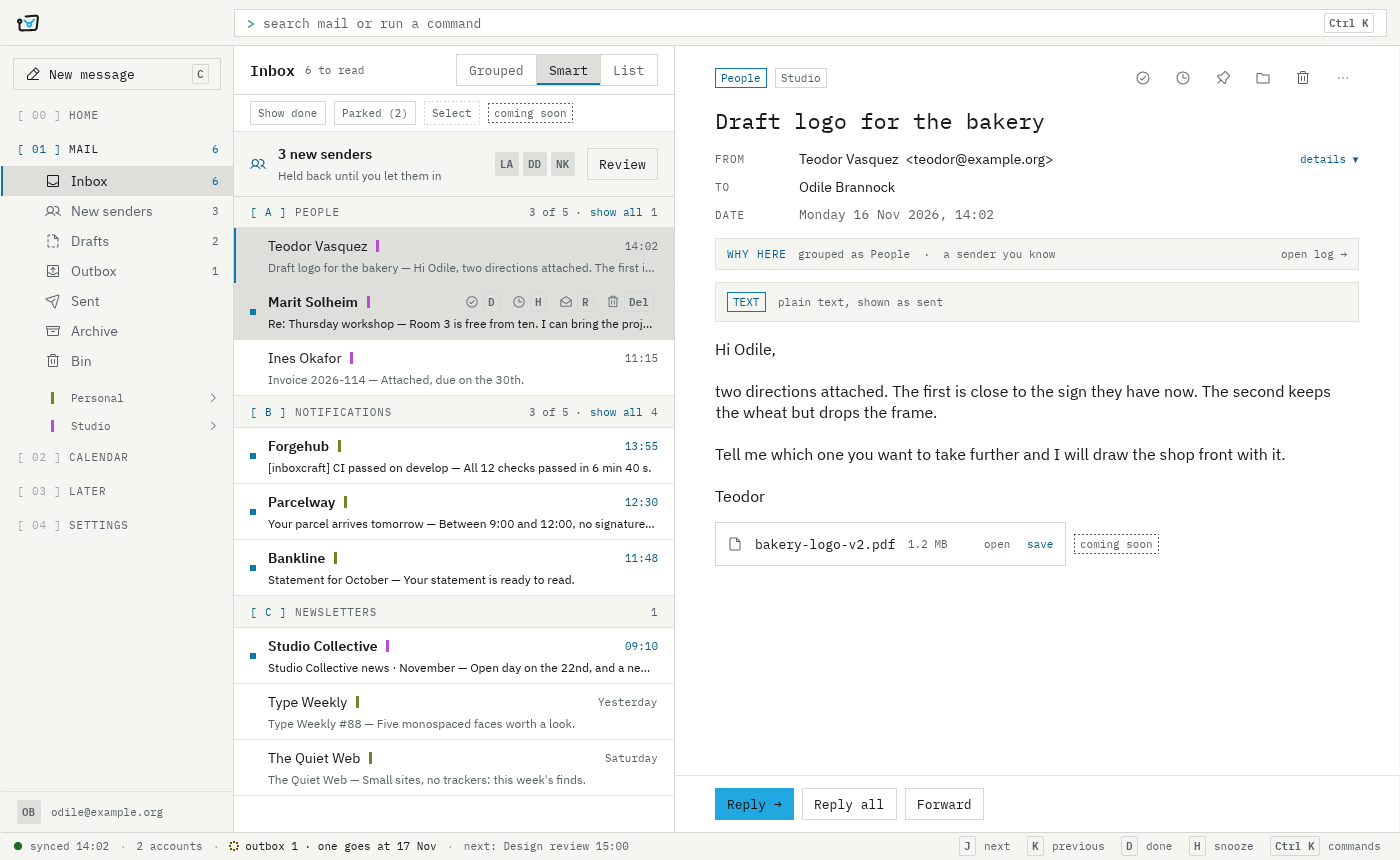 > search mail or run a command Ctrl K
New message C
[ 00 ] HOME
[ 01 ] MAIL 6
Inbox 6
New senders 3
Drafts 2
Outbox 1
Sent
Archive
Bin
Personal
Studio
[ 02 ] CALENDAR
[ 03 ] LATER
[ 04 ] SETTINGS
OB odile@example.org
Inbox 6 to read Grouped Smart List
Show done Parked (2) Select coming soon
3 new senders
Held back until you let them in
LA DD NK Review
[ A ] PEOPLE 3 of 5 · show all 1
Teodor Vasquez 14:02
Draft logo for the bakery — Hi Odile, two directions attached. The first i…
Marit Solheim D H R Del
Re: Thursday workshop — Room 3 is free from ten. I can bring the proj…
Ines Okafor 11:15
Invoice 2026-114 — Attached, due on the 30th.
[ B ] NOTIFICATIONS 3 of 5 · show all 4
Forgehub 13:55
[inboxcraft] CI passed on develop — All 12 checks passed in 6 min 40 s.
Parcelway 12:30
Your parcel arrives tomorrow — Between 9:00 and 12:00, no signature…
Bankline 11:48
Statement for October — Your statement is ready to read.
[ C ] NEWSLETTERS 1
Studio Collective 09:10
Studio Collective news · November — Open day on the 22nd, and a ne…
Type Weekly Yesterday
Type Weekly #88 — Five monospaced faces worth a look.
The Quiet Web Saturday
The Quiet Web — Small sites, no trackers: this week's finds.
People Studio
Draft logo for the bakery
FROM Teodor Vasquez <teodor@example.org> details ▾
TO Odile Brannock
DATE Monday 16 Nov 2026, 14:02
WHY HERE grouped as People · a sender you know open log →
TEXT plain text, shown as sent
Hi Odile,
two directions attached. The first is close to the sign they have now. The second keeps
the wheat but drops the frame.
Tell me which one you want to take further and I will draw the shop front with it.
Teodor
bakery-logo-v2.pdf 1.2 MB open save coming soon
Reply → Reply all Forward
synced 14:02 · 2 accounts · outbox 1 · one goes at 17 Nov · next: Design review 15:00
J next K previous D done H snooze Ctrl K commands